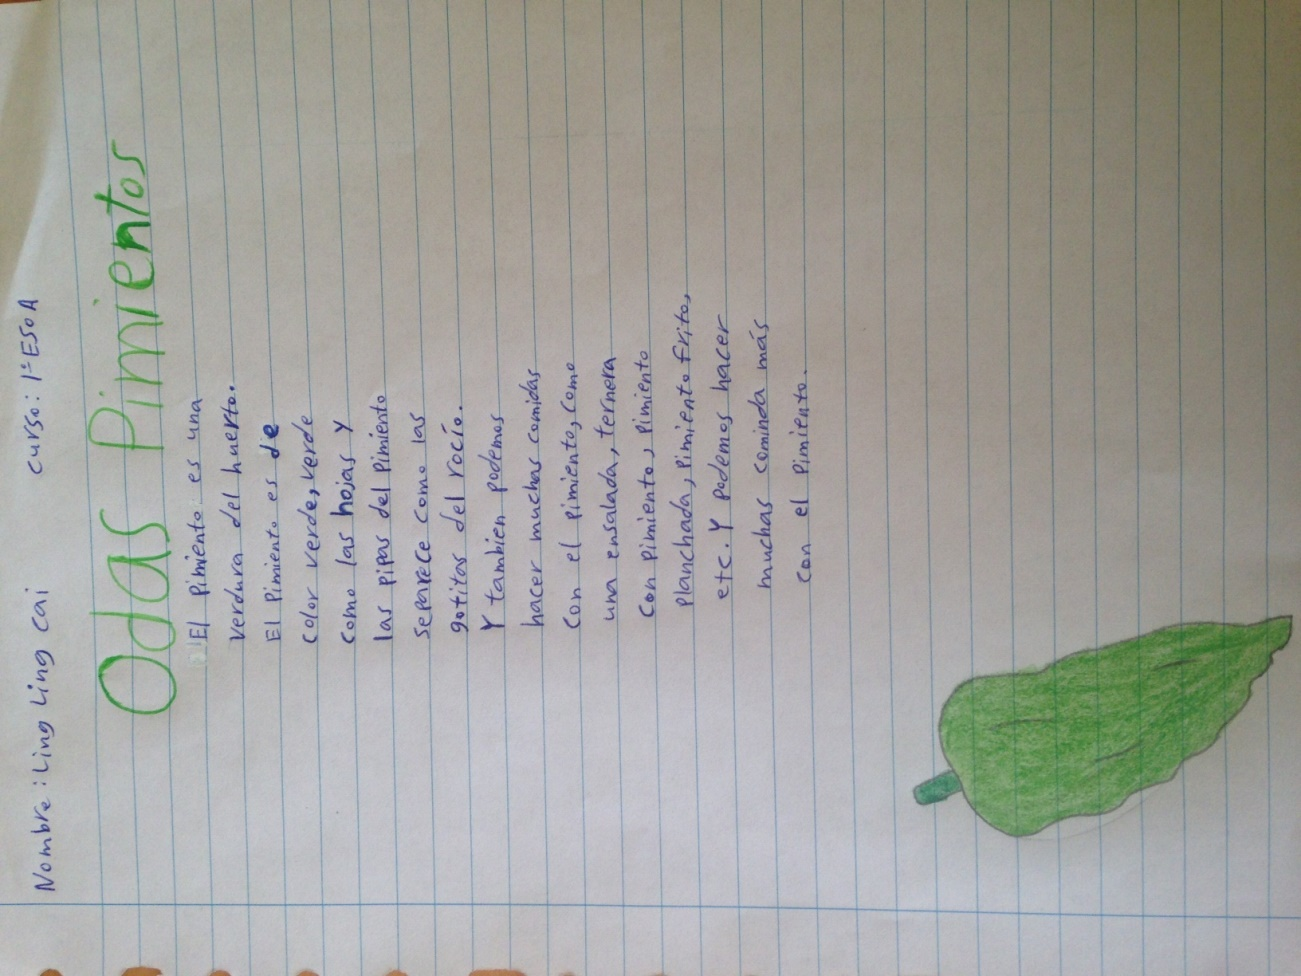 Nombre: Ling Ling cai curso: 1ºESO A
Odas Pimientos
El Pimiento es una
verdura del huerto.
El Pimiento es de
color verde, verde
como las hojas y
las pipas del Pimiento
separece como las
gotitas del rocío.
Y tambien podemos
hacer muchas comidas
con el pimiento, como
una ensalada, ternera
con pimiento, pimiento
planchada, pimiento frito,
etc. Y podemos hacer
muchas cominda más
con el pimiento.